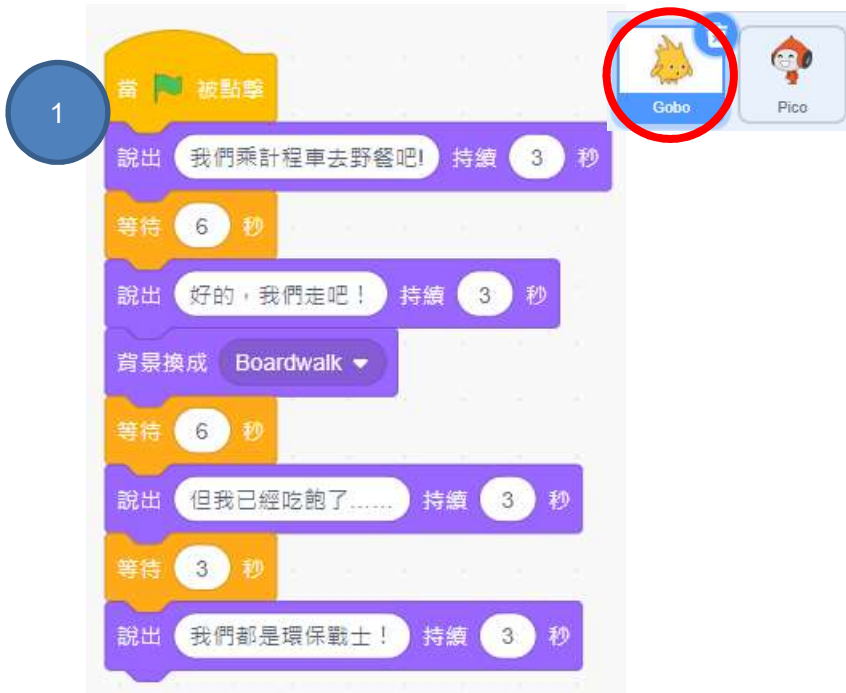 1
當 被點擊
說出 我們乘計程車去野餐吧! 持續 3 秒
等待 6 秒
說出 好的，我們走吧！ 持續 3 秒
背景換成 Boardwalk
等待 6 秒
說出 但我已經吃飽了...... 持續 3 秒
等待 3 秒
說出 我們都是環保戰士！ 持續 3 秒
Gobo
Pico